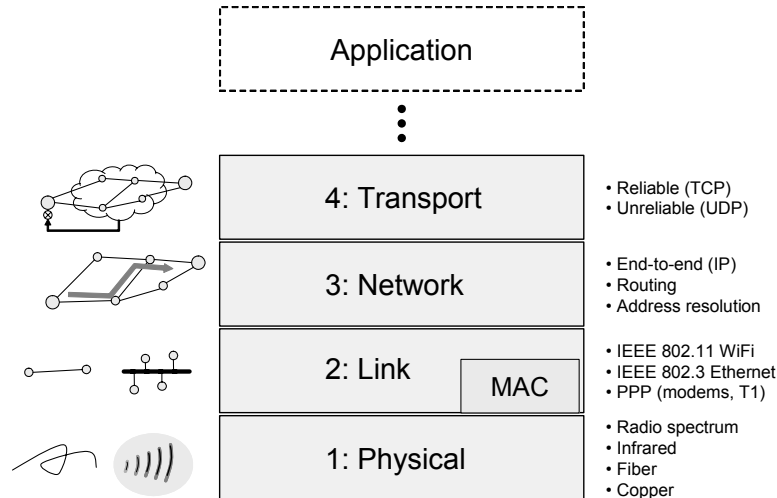 Application
4: Transport
• Reliable (TCP)
• Unreliable (UDP)
3: Network
• End-to-end (IP)
• Routing
• Address resolution
2: Link
MAC
• IEEE 802.11 WiFi
• IEEE 802.3 Ethernet
• PPP (modems, T1)
1: Physical
• Radio spectrum
• Infrared
• Fiber
• Copper